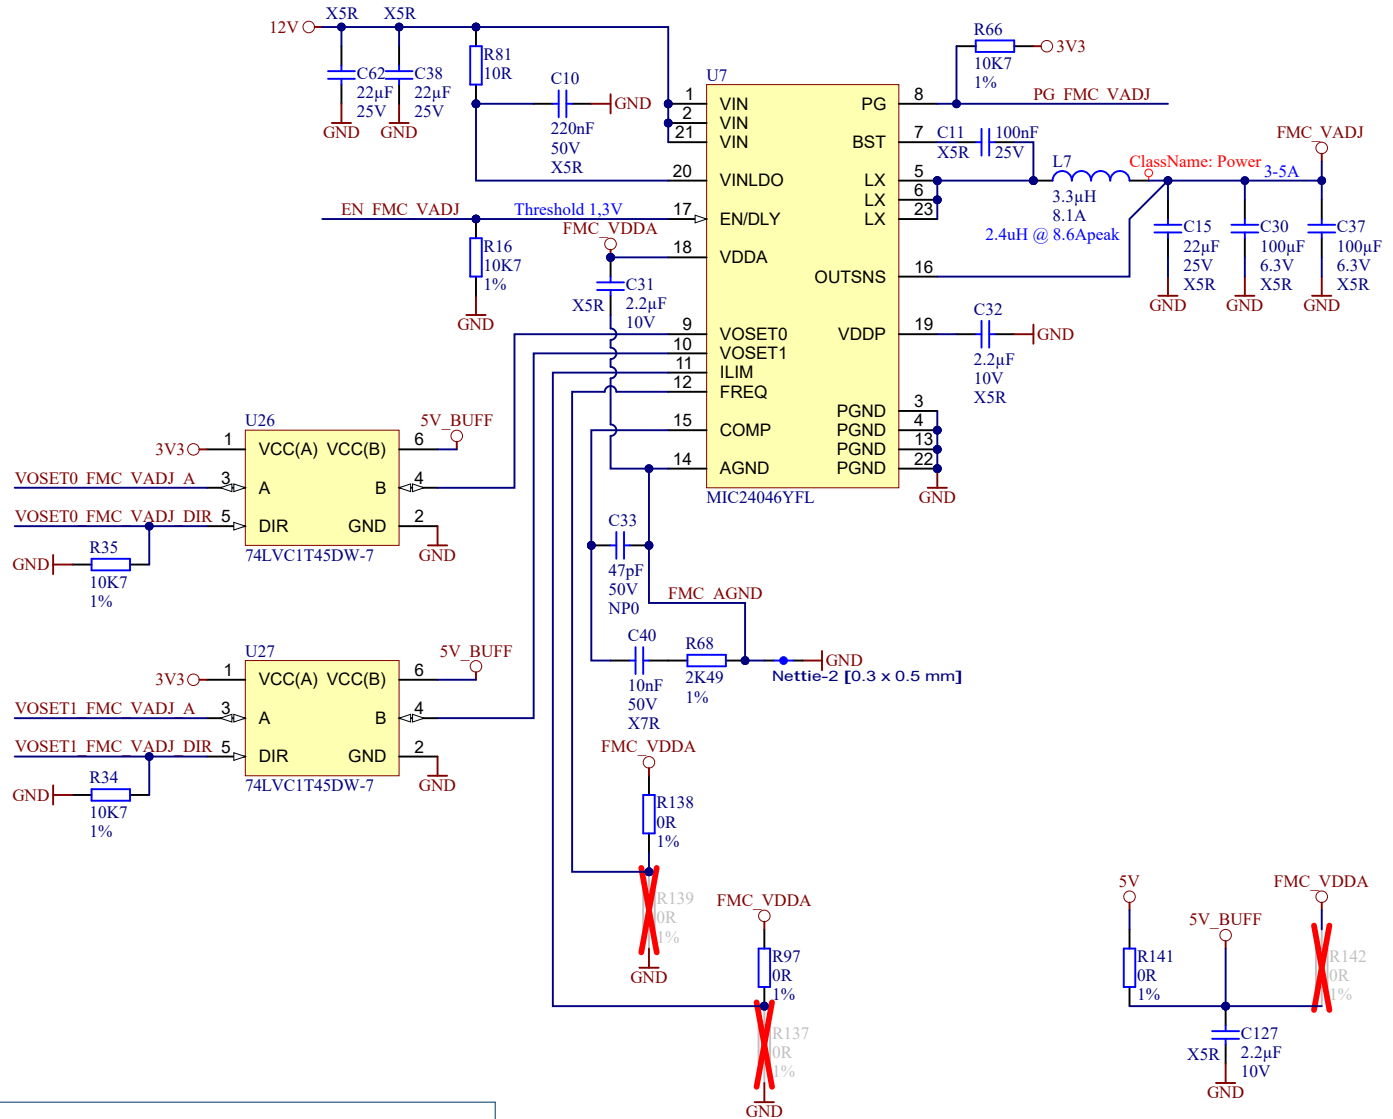 X5R X5R
12V
C62 22µF 25V
C38 22µF 25V
GND GND
R81 10R
C10 220nF 50V X5R
GND
U7
1 VIN
2 VIN
21 VIN
20 VINLDO
17 EN/DLY
18 VDDA
9 VOSET0
10 VOSET1
11 ILIM
12 FREQ
15 COMP
14 AGND
PG 8
BST 7
LX 5
LX 6
LX 23
OUTSNS 16
VDDP 19
PGND 3
PGND 4
PGND 13
PGND 22
GND
MIC24046YFL
R66 10K7 1%
3V3
PG_FMC_VADJ
C11 X5R
100nF 25V
L7 3.3µH 8.1A
2.4uH @ 8.6Apeak
ClassName: Power
3-5A
FMC_VADJ
C15 22µF 25V X5R
C30 100µF 6.3V X5R
C37 100µF 6.3V X5R
GND GND GND
C32 2.2µF 10V X5R
GND
EN_FMC_VADJ
Threshold 1,3V
FMC_VDDA
R16 10K7 1%
GND
C31 2.2µF 10V
X5R
U26
3V3 1 VCC(A) VCC(B) 6 5V_BUFF
VOSET0_FMC_VADJ_A 3 A B 4
VOSET0_FMC_VADJ_DIR 5 DIR GND 2
GND
74LVC1T45DW-7
GND R35 10K7 1%
U27
3V3 1 VCC(A) VCC(B) 6 5V_BUFF
VOSET1_FMC_VADJ_A 3 A B 4
VOSET1_FMC_VADJ_DIR 5 DIR GND 2
GND
74LVC1T45DW-7
GND R34 10K7 1%
C33 47pF 50V NP0
FMC_AGND
C40 10nF 50V X7R
R68 2K49 1%
GND
Nettie-2 [0.3 x 0.5 mm]
FMC_VDDA
R138 0R 1%
R139 0R 1%
GND
FMC_VDDA
R97 0R 1%
R137 0R 1%
GND
5V
R141 0R 1%
5V_BUFF
FMC_VDDA
R142 0R 1%
X5R
C127 2.2µF 10V
GND